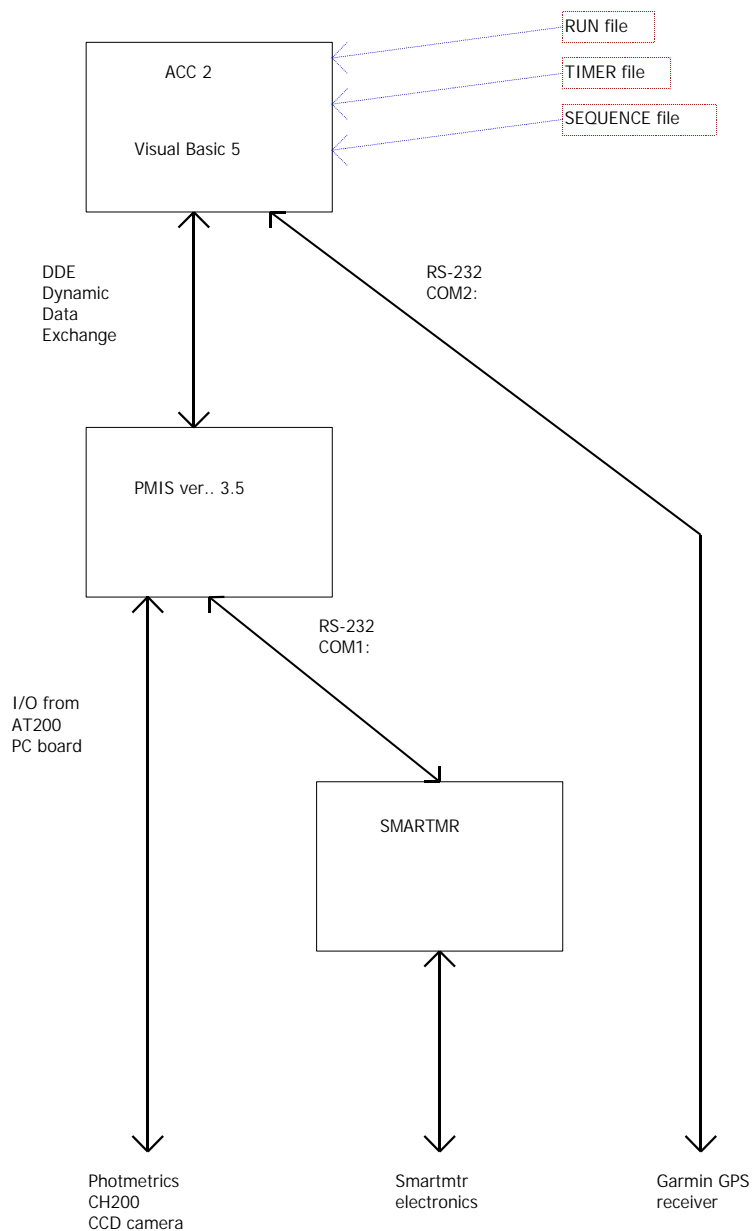 RUN file
ACC 2
TIMER file
SEQUENCE file
Visual Basic 5
DDE
Dynamic
Data
Exchange
RS-232
COM2:
PMIS ver.. 3.5
RS-232
COM1:
I/O from
AT200
PC board
SMARTMR
Photmetrics
CH200
CCD camera
Smartmtr
electronics
Garmin GPS
receiver